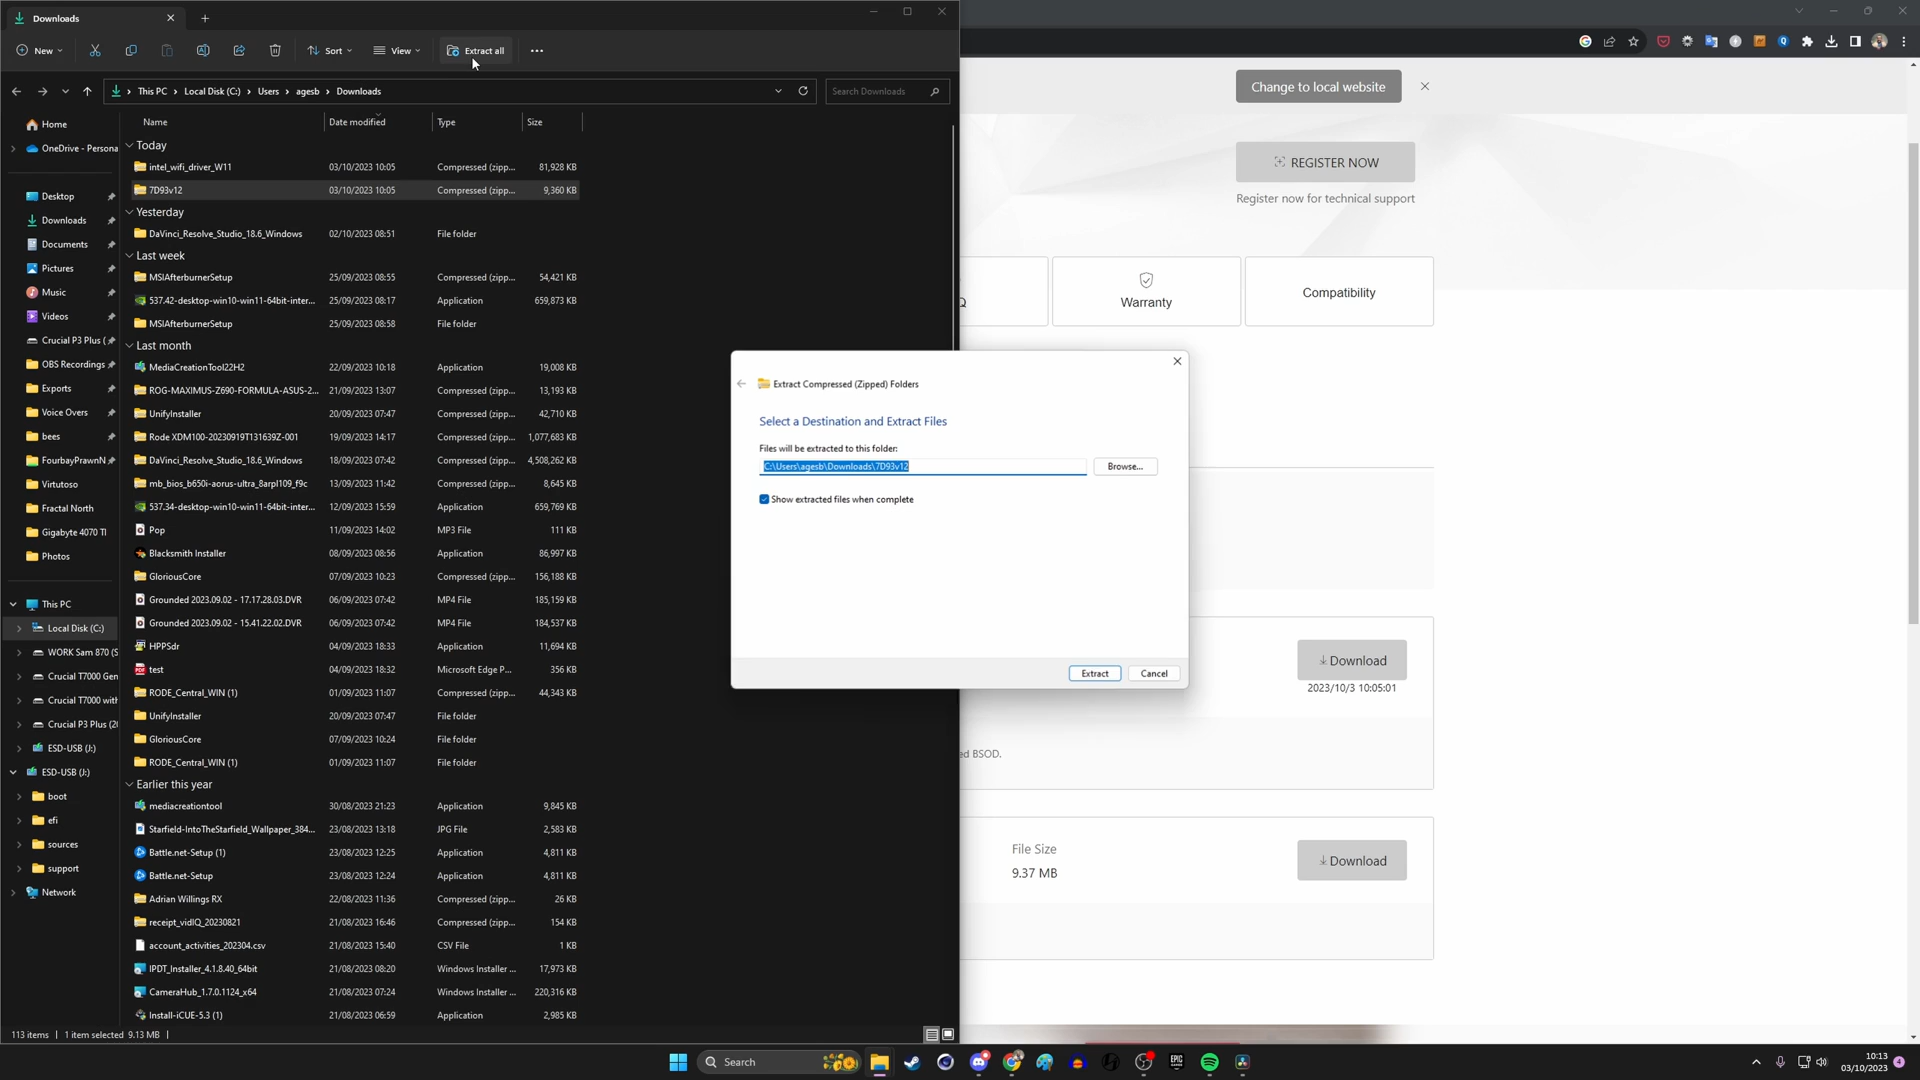 Downloads
New
Sort
View
Extract all
This PC > Local Disk (C:) > Users > agesb > Downloads
Search Downloads
Home
OneDrive - Persona
Desktop
Downloads
Documents
Pictures
Music
Videos
Crucial P3 Plus (
OBS Recordings
Exports
Voice Overs
bees
FourbayPrawnN
Virtutoso
Fractal North
Gigabyte 4070 TI
Photos
This PC
Local Disk (C:)
WORK Sam 870 (S
Crucial T7000 Gen
Crucial T7000 with
Crucial P3 Plus (2(
ESD-USB (J:)
ESD-USB (J:)
boot
efi
sources
support
Network
Name Date modified Type Size
Today
intel_wifi_driver_W11 03/10/2023 10:05 Compressed (zipp... 81,928 KB
7D93v12 03/10/2023 10:05 Compressed (zipp... 9,360 KB
Yesterday
DaVinci_Resolve_Studio_18.6_Windows 02/10/2023 08:51 File folder
Last week
MSIAfterburnerSetup 25/09/2023 08:55 Compressed (zipp... 54,421 KB
537.42-desktop-win10-win11-64bit-inter... 25/09/2023 08:17 Application 659,873 KB
MSIAfterburnerSetup 25/09/2023 08:58 File folder
Last month
MediaCreationTool22H2 22/09/2023 10:18 Application 19,008 KB
ROG-MAXIMUS-Z690-FORMULA-ASUS-2... 21/09/2023 13:07 Compressed (zipp... 13,193 KB
UnifyInstaller 20/09/2023 07:47 Compressed (zipp... 42,710 KB
Rode XDM100-20230919T131639Z-001 19/09/2023 14:17 Compressed (zipp... 1,077,683 KB
DaVinci_Resolve_Studio_18.6_Windows 18/09/2023 07:42 Compressed (zipp... 4,508,262 KB
mb_bios_b650i-aorus-ultra_8arpl109_f9c 13/09/2023 11:42 Compressed (zipp... 8,645 KB
537.34-desktop-win10-win11-64bit-inter... 12/09/2023 15:59 Application 659,769 KB
Pop 11/09/2023 14:02 MP3 File 111 KB
Blacksmith Installer 08/09/2023 08:56 Application 86,997 KB
GloriousCore 07/09/2023 10:23 Compressed (zipp... 156,188 KB
Grounded 2023.09.02 - 17.17.28.03.DVR 06/09/2023 07:42 MP4 File 185,159 KB
Grounded 2023.09.02 - 15.41.22.02.DVR 06/09/2023 07:42 MP4 File 184,537 KB
HPPSdr 04/09/2023 18:33 Application 11,694 KB
test 04/09/2023 18:32 Microsoft Edge P... 356 KB
RODE_Central_WIN (1) 01/09/2023 11:07 Compressed (zipp... 44,343 KB
UnifyInstaller 20/09/2023 07:47 File folder
GloriousCore 07/09/2023 10:24 File folder
RODE_Central_WIN (1) 01/09/2023 11:07 File folder
Earlier this year
mediacreationtool 30/08/2023 21:23 Application 9,845 KB
Starfield-IntoTheStarfield_Wallpaper_384... 23/08/2023 13:18 JPG File 2,583 KB
Battle.net-Setup (1) 23/08/2023 12:25 Application 4,811 KB
Battle.net-Setup 23/08/2023 12:24 Application 4,811 KB
Adrian Willings RX 22/08/2023 11:36 Compressed (zipp... 26 KB
receipt_vidIQ_20230821 21/08/2023 16:46 Compressed (zipp... 154 KB
account_activities_202304.csv 21/08/2023 15:40 CSV File 1 KB
IPDT_Installer_4.1.8.40_64bit 21/08/2023 08:20 Windows Installer ... 17,973 KB
CameraHub_1.7.0.1124_x64 21/08/2023 07:24 Windows Installer ... 220,316 KB
Install-iCUE-5.3 (1) 21/08/2023 06:59 Application 2,985 KB
113 items 1 item selected 9.13 MB
Change to local website
REGISTER NOW
Register now for technical support
Q
Warranty
Compatibility
Download
2023/10/3 10:05:01
ed BSOD.
File Size
9.37 MB
Download
Extract Compressed (Zipped) Folders
Select a Destination and Extract Files
Files will be extracted to this folder:
C:\Users\agesb\Downloads\7D93v12
Browse...
Show extracted files when complete
Extract
Cancel
Search
EPIC
10:13
03/10/2023
4